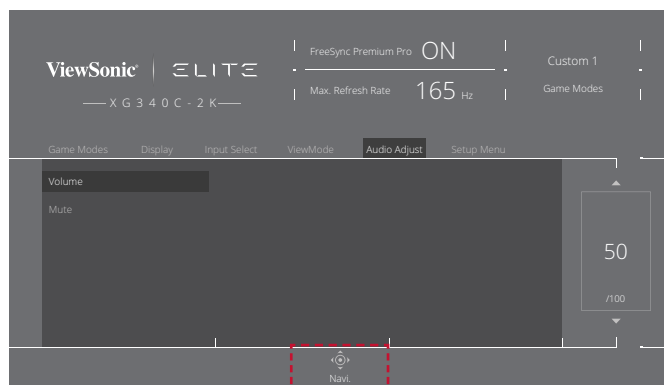 ViewSonic ELITE
XG340C-2K
FreeSync Premium Pro ON
Max. Refresh Rate 165 Hz
Custom 1
Game Modes
Game Modes Display Input Select ViewMode Audio Adjust Setup Menu
Volume
Mute
50
/100
Navi.